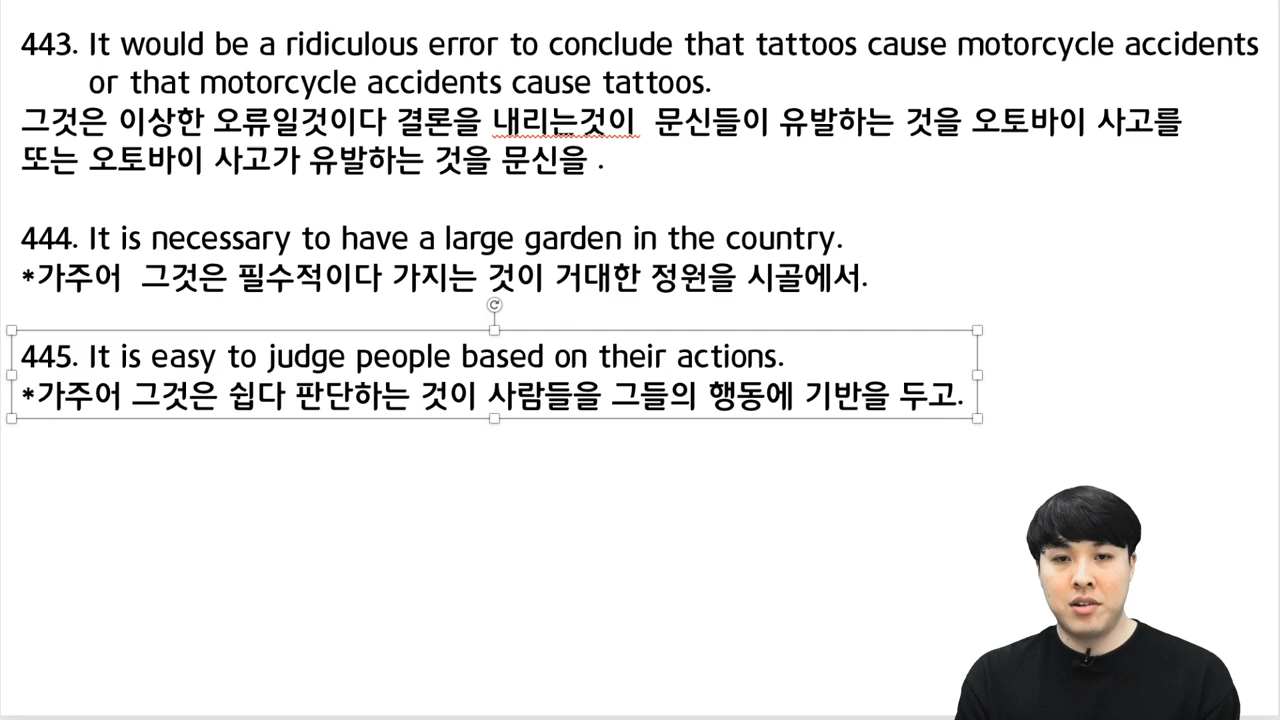 443. It would be a ridiculous error to conclude that tattoos cause motorcycle accidents
or that motorcycle accidents cause tattoos.
그것은 이상한 오류일것이다 결론을 내리는것이 문신들이 유발하는 것을 오토바이 사고를
또는 오토바이 사고가 유발하는 것을 문신을 .
444. It is necessary to have a large garden in the country.
*가주어 그것은 필수적이다 가지는 것이 거대한 정원을 시골에서.
445. It is easy to judge people based on their actions.
*가주어 그것은 쉽다 판단하는 것이 사람들을 그들의 행동에 기반을 두고.